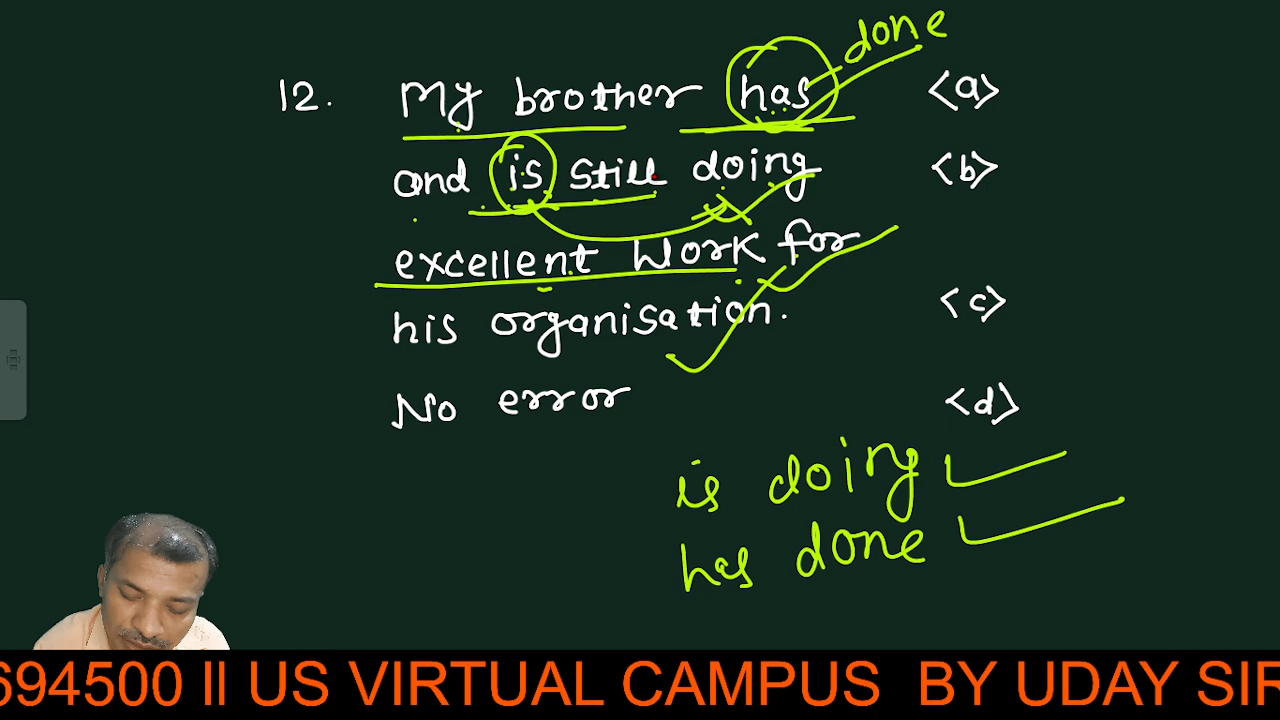 done
12. My brother has <a>
and is still doing <b>
excellent work for
his organisation. <c>
No error <d>
is doing
has done
694500 ll US VIRTUAL CAMPUS BY UDAY SIR